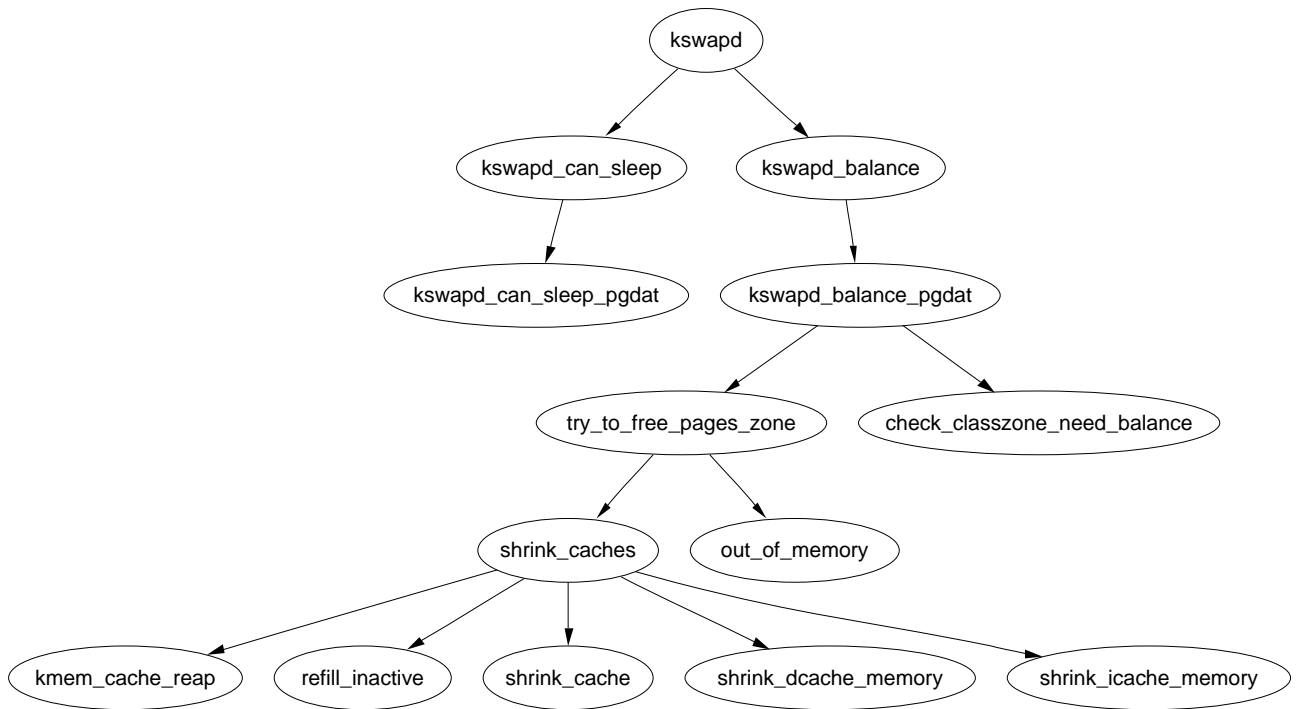 kswapd
kswapd_can_sleep
kswapd_balance
kswapd_can_sleep_pgdat
kswapd_balance_pgdat
try_to_free_pages_zone
check_classzone_need_balance
shrink_caches
out_of_memory
kmem_cache_reap
refill_inactive
shrink_cache
shrink_dcache_memory
shrink_icache_memory